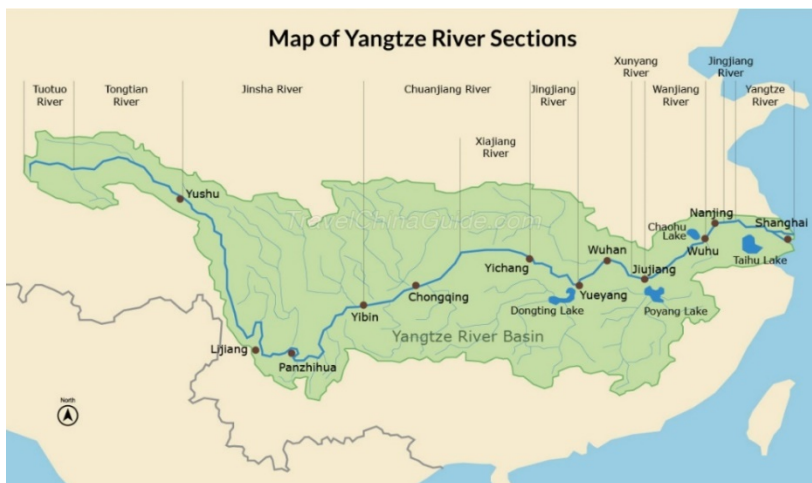 Map of Yangtze River Sections
Tuotuo
River
Tongtian
River
Jinsha River
Chuanjiang River
Xiajiang
River
Jingjiang
River
Xunyang
River
Wanjiang
River
Jingjiang
River
Yangtze
River
Yushu
TravelChinaGuide.com
Nanjing
Shanghai
Chaohu
Lake
Wuhu
Taihu Lake
Wuhan
Yichang
Jiujiang
Chongqing
Yueyang
Yibin
Dongting Lake
Poyang Lake
Yangtze River Basin
Lijiang
Panzhihua
North